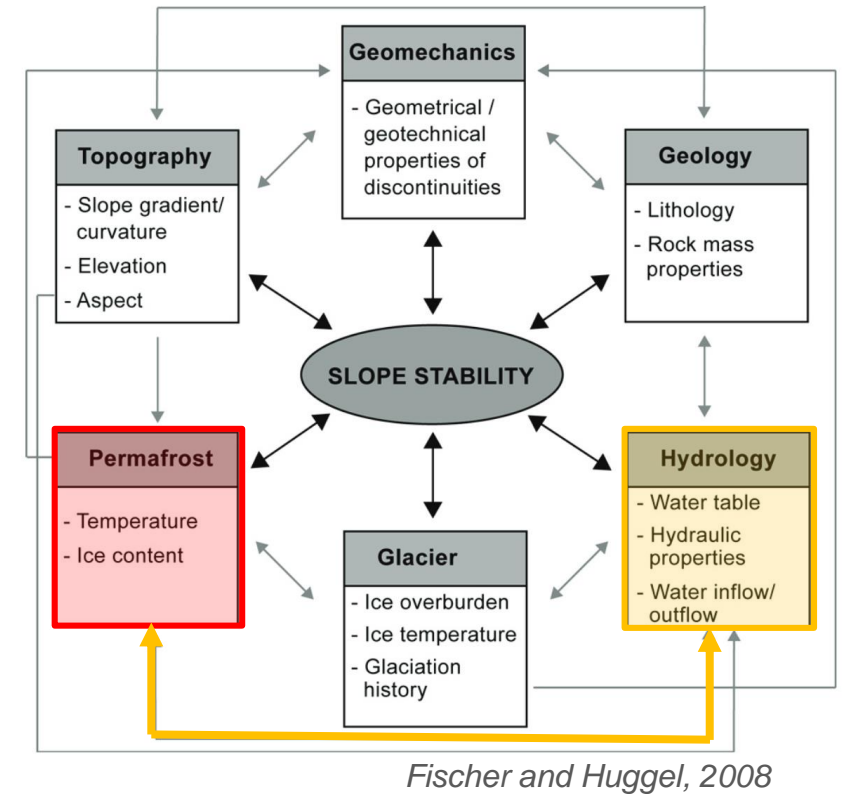 Geomechanics
- Geometrical /
geotechnical
properties of
discontinuities
Topography
- Slope gradient/
curvature
- Elevation
- Aspect
Geology
- Lithology
- Rock mass
properties
SLOPE STABILITY
Permafrost
- Temperature
- Ice content
Glacier
- Ice overburden
- Ice temperature
- Glaciation
history
Hydrology
- Water table
- Hydraulic
properties
- Water inflow/
outflow
Fischer and Huggel, 2008